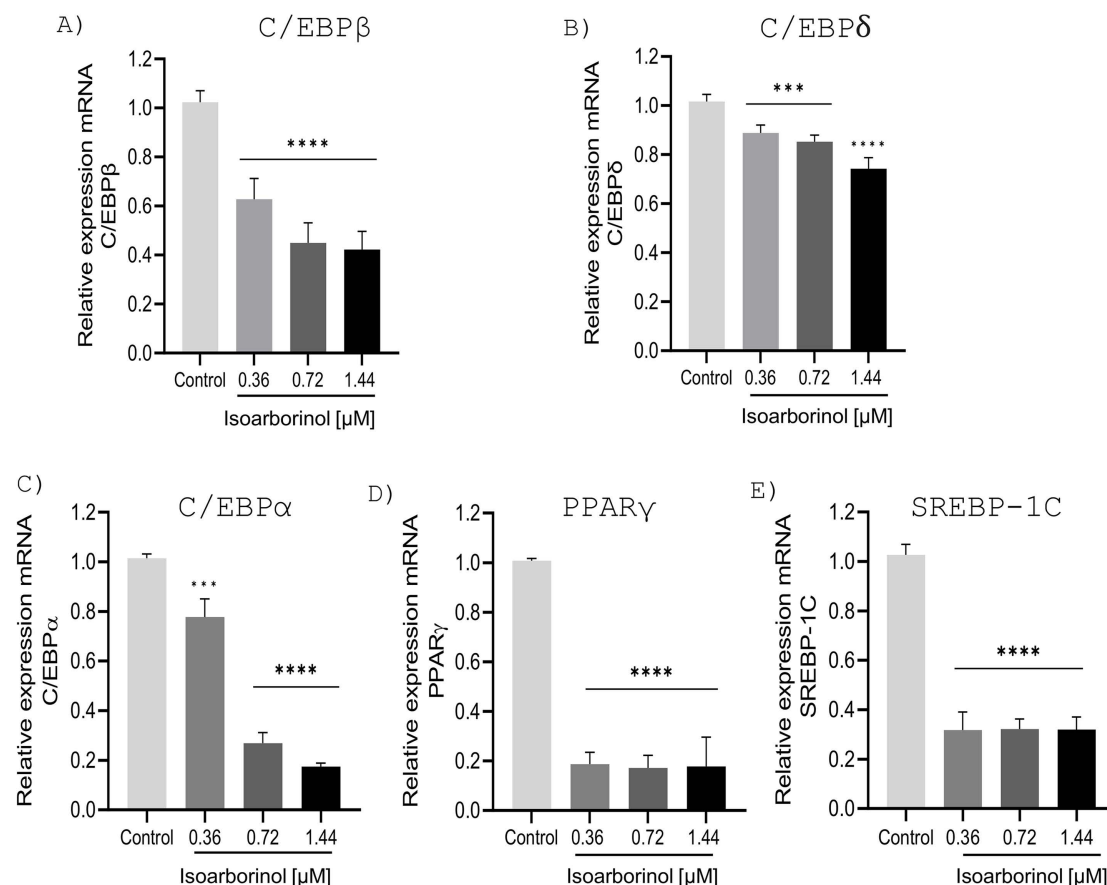 A)
C/EBPβ
Relative expression mRNA
C/EBPβ
1.2
1.0
0.8
0.6
0.4
0.2
0.0
****
Control
0.36
0.72
1.44
Isoarborinol [µM]
B)
C/EBPδ
Relative expression mRNA
C/EBPδ
1.2
1.0
0.8
0.6
0.4
0.2
0.0
***
****
Control
0.36
0.72
1.44
Isoarborinol [µM]
C)
C/EBPα
Relative expression mRNA
C/EBPα
1.2
1.0
0.8
0.6
0.4
0.2
0.0
***
****
Control
0.36
0.72
1.44
Isoarborinol [µM]
D)
PPARγ
Relative expression mRNA
PPARγ
1.2
1.0
0.8
0.6
0.4
0.2
0.0
****
Control
0.36
0.72
1.44
Isoarborinol [µM]
E)
SREBP-1C
Relative expression mRNA
SREBP-1C
1.2
1.0
0.8
0.6
0.4
0.2
0.0
****
Control
0.36
0.72
1.44
Isoarborinol [µM]